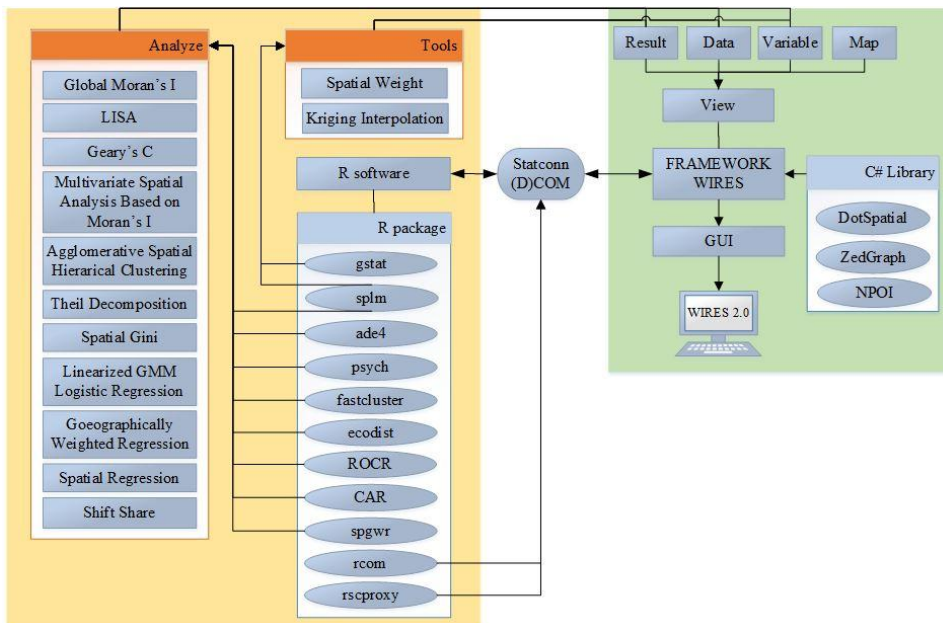 Analyze
Global Moran's I
LISA
Geary's C
Multivariate Spatial
Analysis Based on
Moran's I
Agglomerative Spatial
Hierarical Clustering
Theil Decomposition
Spatial Gini
Linearized GMM
Logistic Regression
Goeographically
Weighted Regression
Spatial Regression
Shift Share
Tools
Spatial Weight
Kriging Interpolation
R software
R package
gstat
splm
ade4
psych
fastcluster
ecodist
ROCR
CAR
spgwr
rcom
rscproxy
Statconn
(D)COM
Result
Data
Variable
Map
View
FRAMEWORK
WIRES
GUI
WIRES 2.0
C# Library
DotSpatial
ZedGraph
NPOI